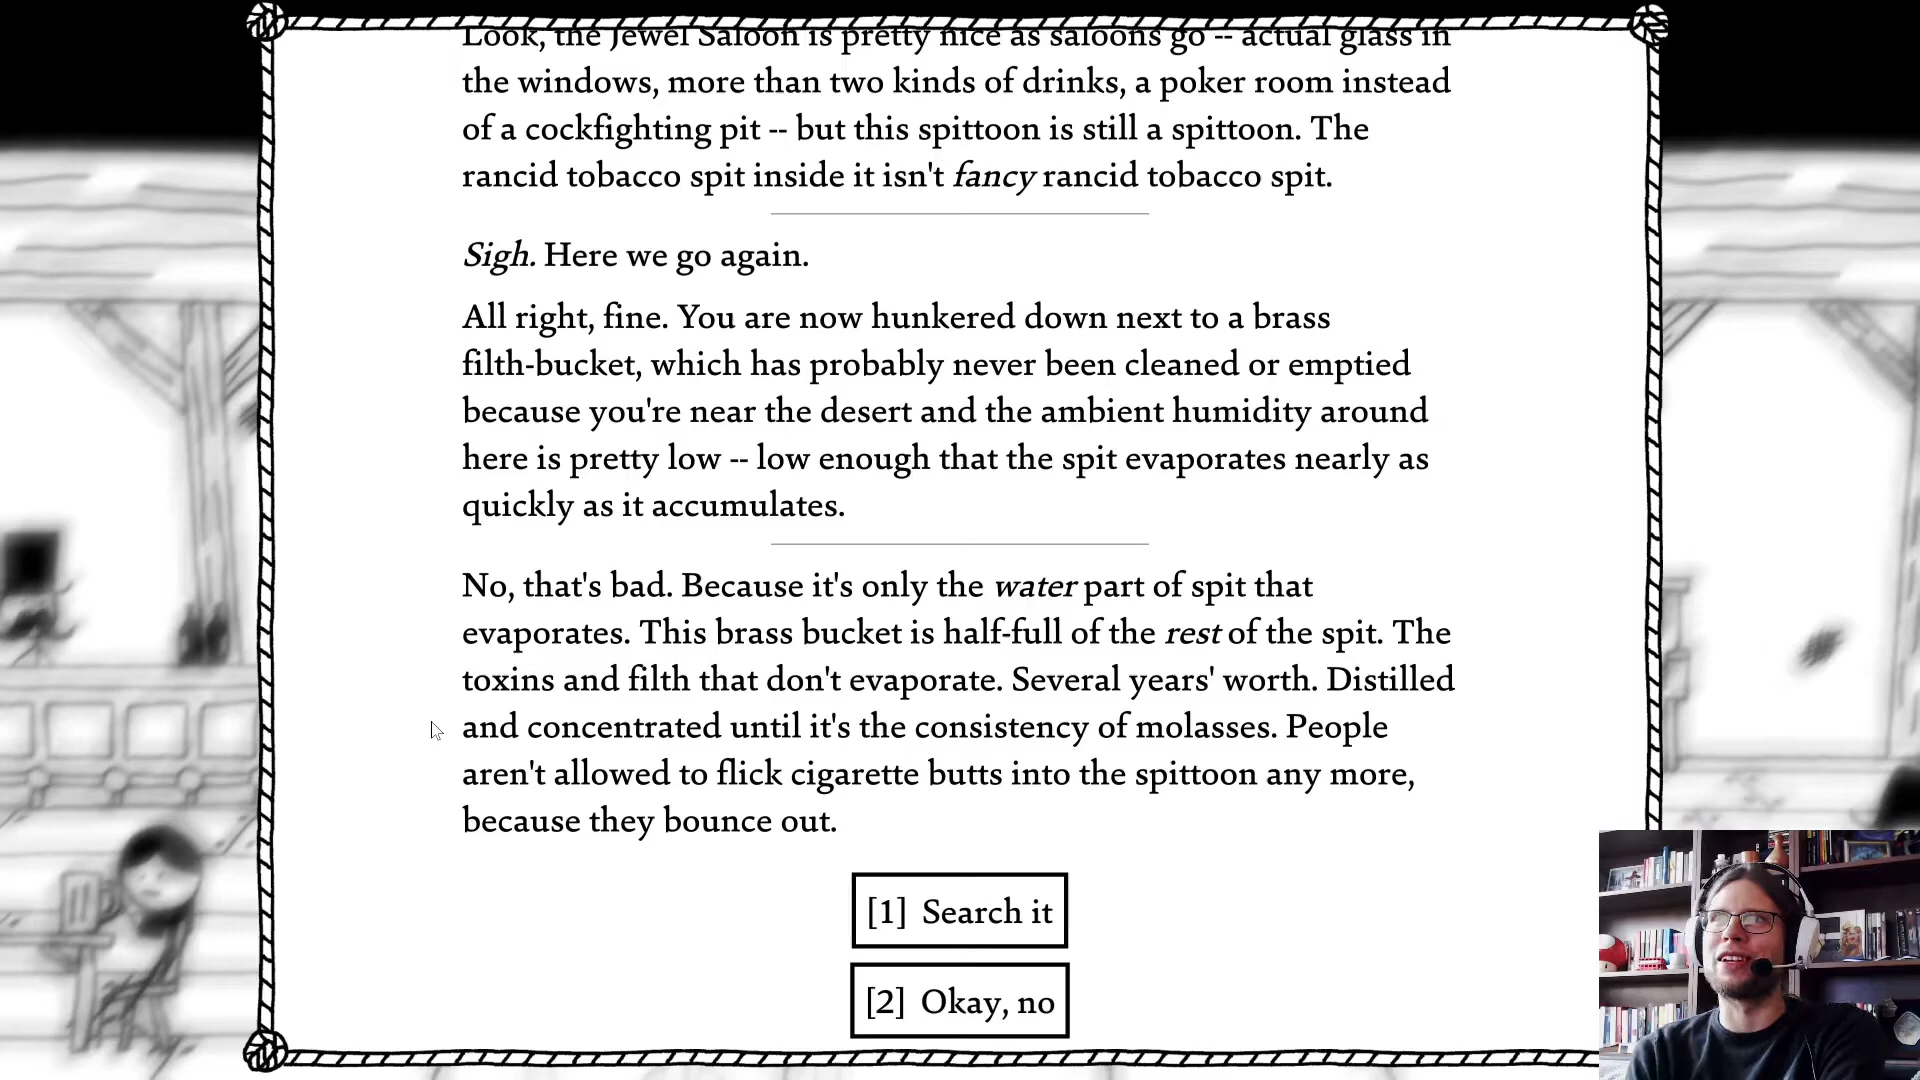 Look, the Jewel Saloon is pretty nice as saloons go -- actual glass in
the windows, more than two kinds of drinks, a poker room instead
of a cockfighting pit -- but this spittoon is still a spittoon. The
rancid tobacco spit inside it isn't fancy rancid tobacco spit.
Sigh. Here we go again.
All right, fine. You are now hunkered down next to a brass
filth-bucket, which has probably never been cleaned or emptied
because you're near the desert and the ambient humidity around
here is pretty low -- low enough that the spit evaporates nearly as
quickly as it accumulates.
No, that's bad. Because it's only the water part of spit that
evaporates. This brass bucket is half-full of the rest of the spit. The
toxins and filth that don't evaporate. Several years' worth. Distilled
and concentrated until it's the consistency of molasses. People
aren't allowed to flick cigarette butts into the spittoon any more,
because they bounce out.
[1] Search it
[2] Okay, no